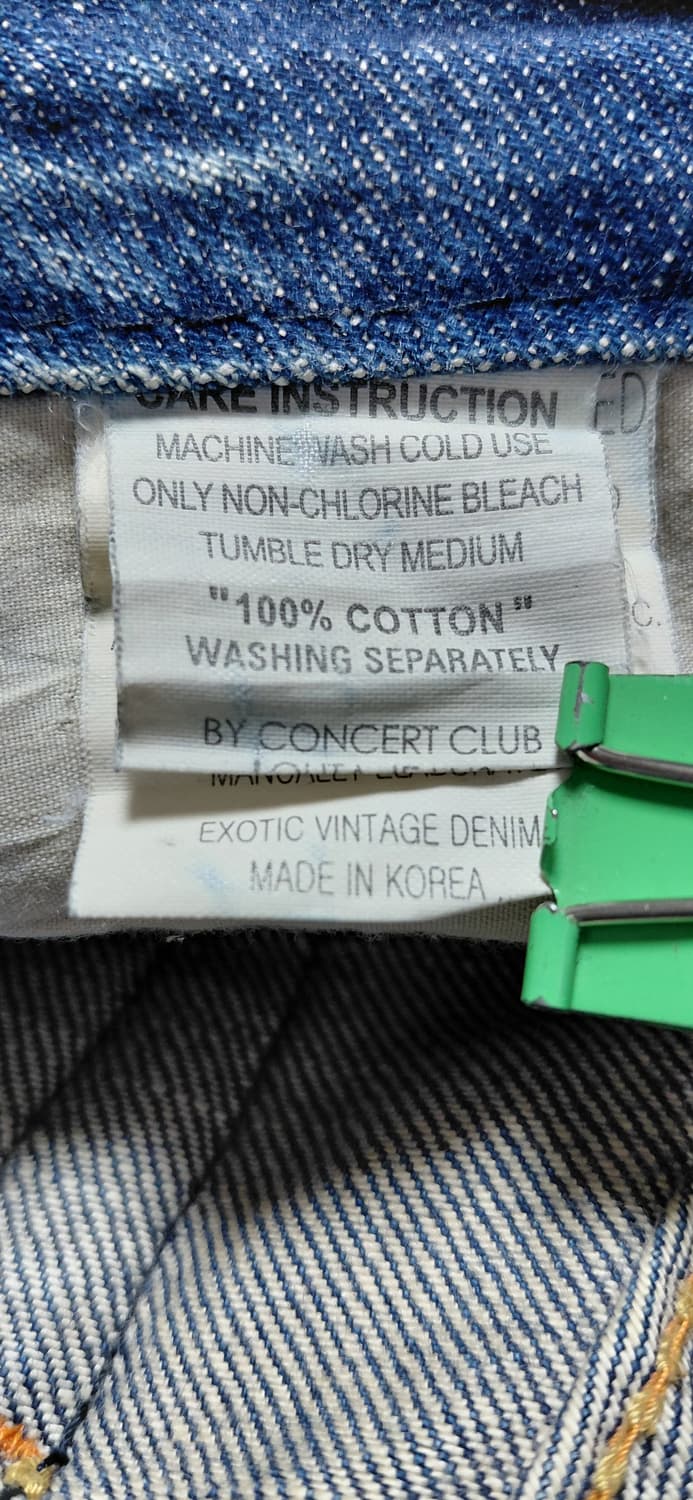 CARE INSTRUCTION
MACHINE WASH COLD USE
ONLY NON-CHLORINE BLEACH
TUMBLE DRY MEDIUM
"100% COTTON"
WASHING SEPARATELY
BY CONCERT CLUB
EXOTIC VINTAGE DENIM
MADE IN KOREA
ED
C.